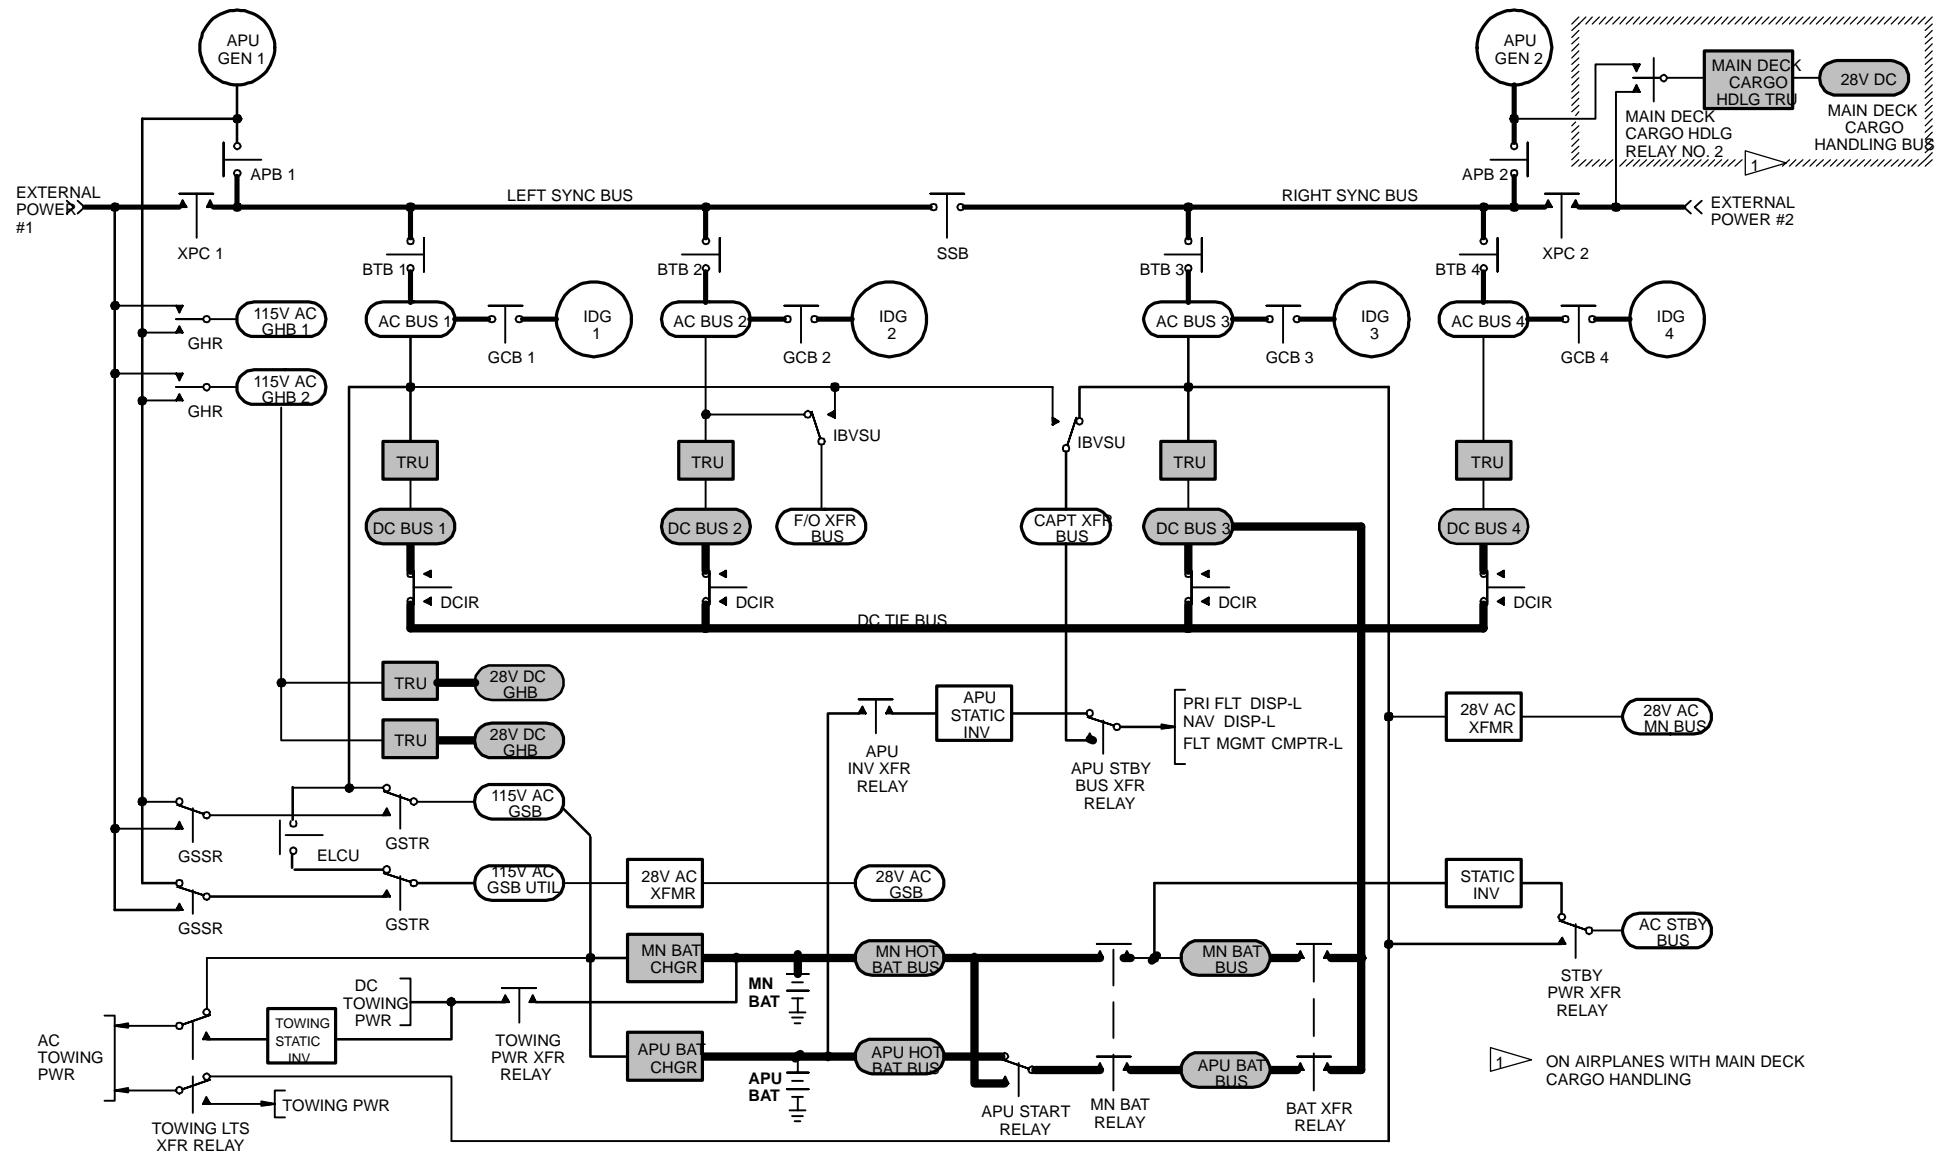 APU
GEN 1
APU
GEN 2
MAIN DECK
CARGO
HDLG TRU
28V DC
MAIN DECK
CARGO HDLG
RELAY NO. 2
1
MAIN DECK
CARGO
HANDLING BUS
APB 1
APB 2
EXTERNAL
POWER
#1
LEFT SYNC BUS
RIGHT SYNC BUS
EXTERNAL
POWER #2
XPC 1
SSB
XPC 2
BTB 1
BTB 2
BTB 3
BTB 4
115V AC
GHB 1
GHR
AC BUS 1
GCB 1
IDG
1
AC BUS 2
GCB 2
IDG
2
AC BUS 3
GCB 3
IDG
3
AC BUS 4
GCB 4
IDG
4
115V AC
GHB 2
GHR
IBVSU
IBVSU
TRU
TRU
TRU
TRU
DC BUS 1
DC BUS 2
F/O XFR
BUS
CAPT XFR
BUS
DC BUS 3
DC BUS 4
DCIR
DCIR
DCIR
DCIR
DC TIE BUS
TRU
28V DC
GHB
TRU
28V DC
GHB
APU
INV XFR
RELAY
APU
STATIC
INV
APU STBY
BUS XFR
RELAY
PRI FLT DISP-L
NAV DISP-L
FLT MGMT CMPTR-L
28V AC
XFMR
28V AC
MN BUS
GSSR
ELCU
GSTR
115V AC
GSB
GSSR
GSTR
115V AC
GSB UTIL
28V AC
XFMR
28V AC
GSB
STATIC
INV
AC STBY
BUS
STBY
PWR XFR
RELAY
MN BAT
CHGR
MN
BAT
MN HOT
BAT BUS
MN BAT
BUS
DC
TOWING
PWR
AC
TOWING
PWR
TOWING
STATIC
INV
TOWING
PWR XFR
RELAY
APU BAT
CHGR
APU
BAT
APU HOT
BAT BUS
APU BAT
BUS
TOWING PWR
TOWING LTS
XFR RELAY
APU START
RELAY
MN BAT
RELAY
BAT XFR
RELAY
1
ON AIRPLANES WITH MAIN DECK
CARGO HANDLING